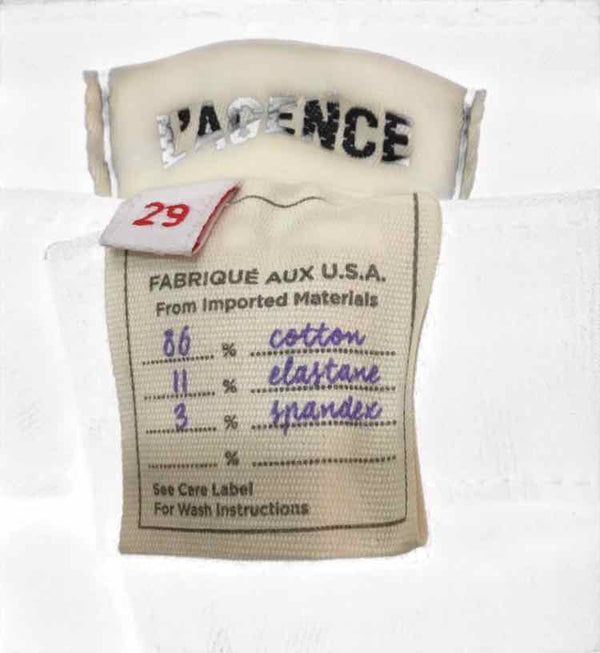 L'AGENCE
29
FABRIQUÉ AUX U.S.A.
From Imported Materials
86 % cotton
11 % elastane
3 % spandex
%
See Care Label
For Wash Instructions